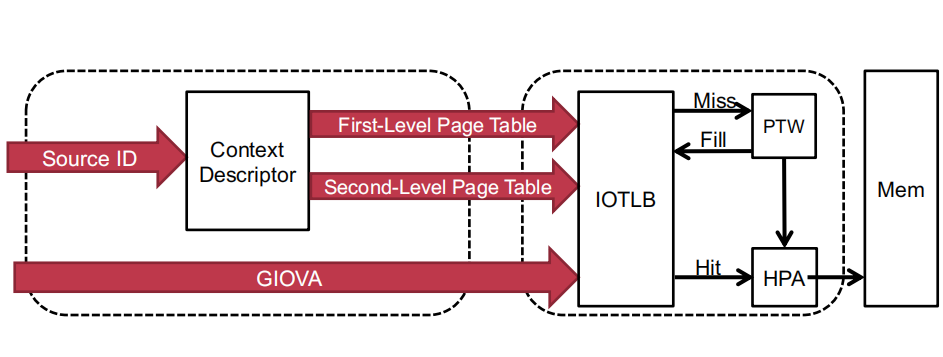 Source ID
Context
Descriptor
First-Level Page Table
Second-Level Page Table
GIOVA
IOTLB
Miss
Fill
Hit
PTW
HPA
Mem